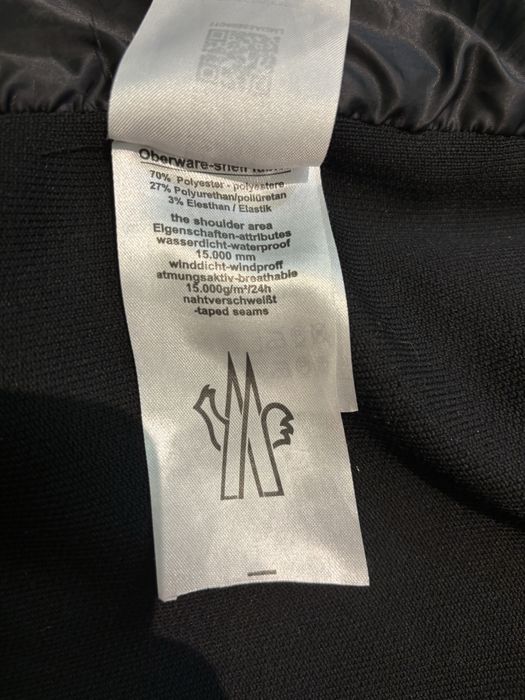 Oberware-shell
70% Polyester - polyestere
27% Polyurethan/poliüretan
3% Elesthan / Elastik
the shoulder area
Eigenschaften-attributes
wasserdicht-waterproof
15.000 mm
winddicht-windproff
atmungsaktiv-breathable
15.000g/m²/24h
nahtverschweißt
-taped seams